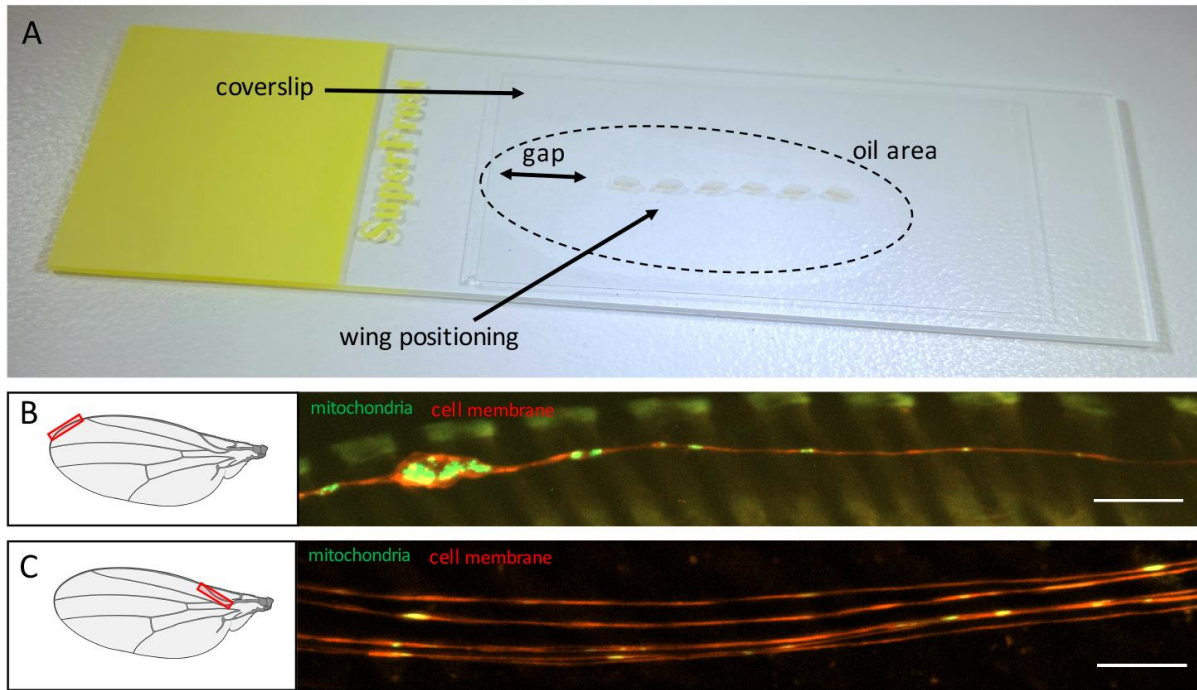 A
coverslip
SuperFrost
gap
oil area
wing positioning
B
mitochondria cell membrane
C
mitochondria cell membrane